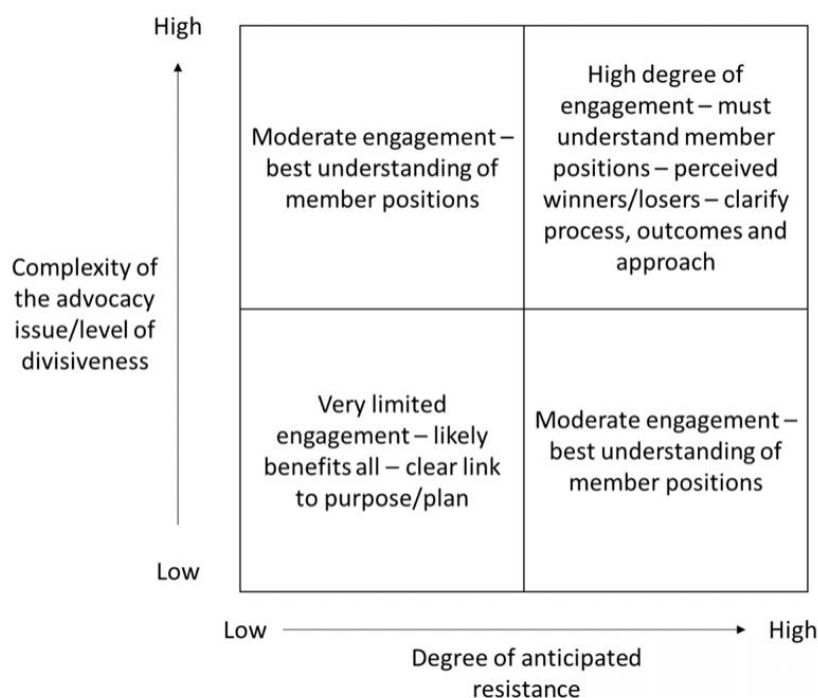 High
Complexity of
the advocacy
issue/level of
divisiveness
Low
Moderate engagement –
best understanding of
member positions
High degree of
engagement – must
understand member
positions – perceived
winners/losers – clarify
process, outcomes and
approach
Very limited
engagement – likely
benefits all – clear link
to purpose/plan
Moderate engagement –
best understanding of
member positions
Low
High
Degree of anticipated
resistance